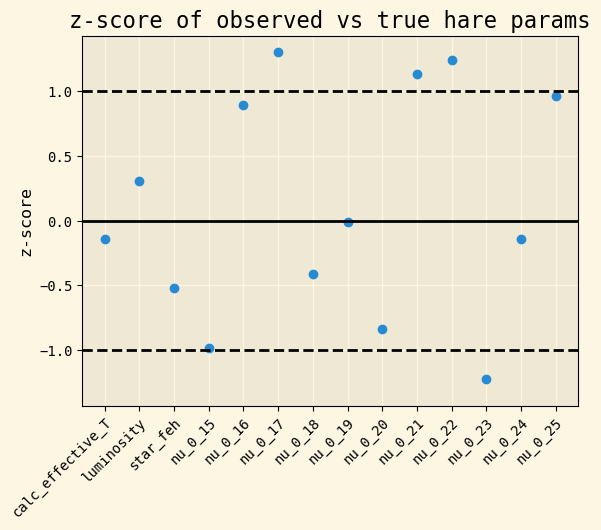 z-score of observed vs true hare params
z-score
1.0
0.5
0.0
−0.5
−1.0
calc_effective_T
luminosity
star_feh
nu_0_15
nu_0_16
nu_0_17
nu_0_18
nu_0_19
nu_0_20
nu_0_21
nu_0_22
nu_0_23
nu_0_24
nu_0_25